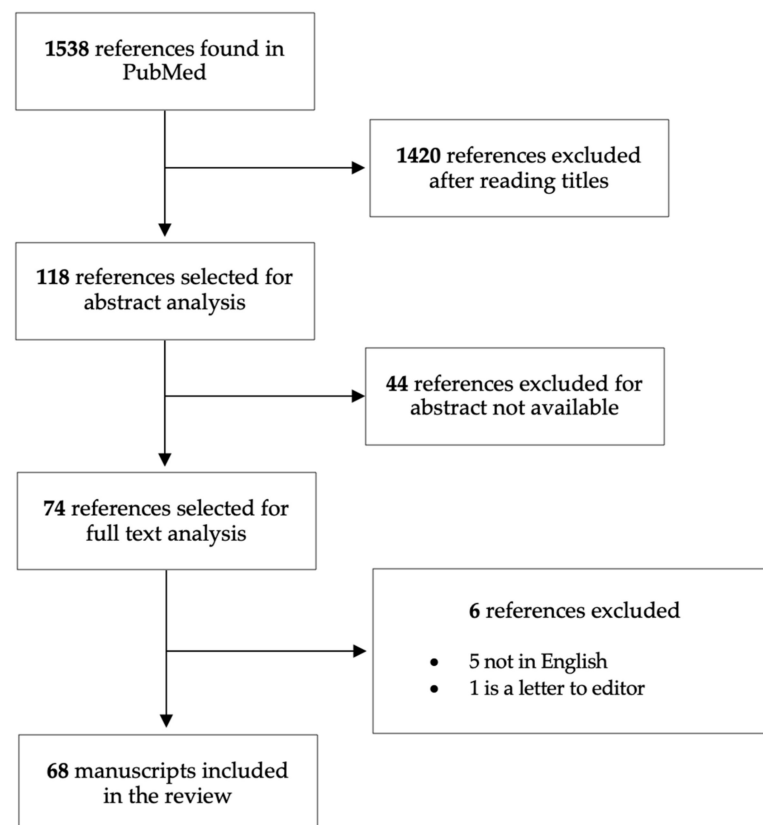 1538 references found in
PubMed
1420 references excluded
after reading titles
118 references selected for
abstract analysis
44 references excluded for
abstract not available
74 references selected for
full text analysis
6 references excluded
• 5 not in English
• 1 is a letter to editor
68 manuscripts included
in the review